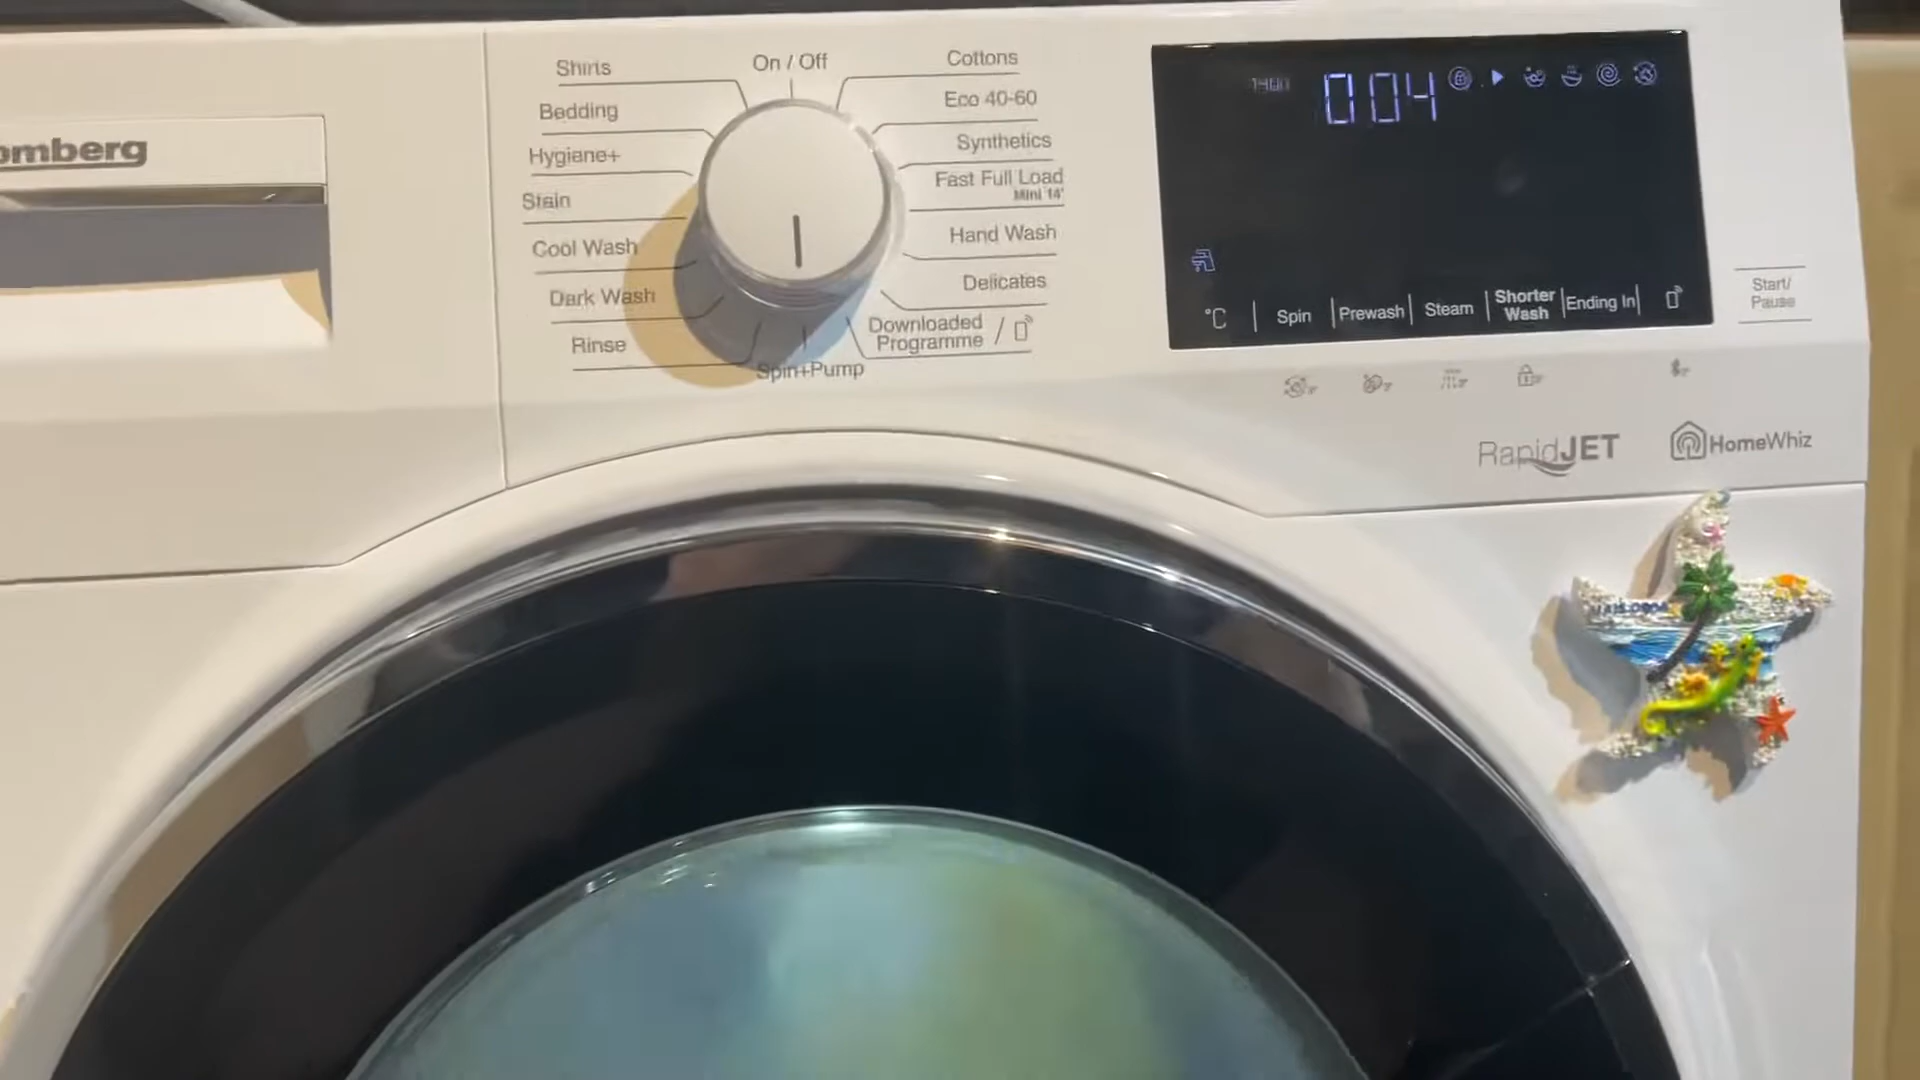 omberg
On / Off
Shirts
Bedding
Hygiene+
Stain
Cool Wash
Dark Wash
Rinse
Spin+Pump
Cottons
Eco 40-60
Synthetics
Fast Full Load
Mini 14'
Hand Wash
Delicates
Downloaded
Programme /
1400
004
°C
Spin
Prewash
Steam
Shorter
Wash
Ending In
Start/
Pause
RapidJET
HomeWhiz